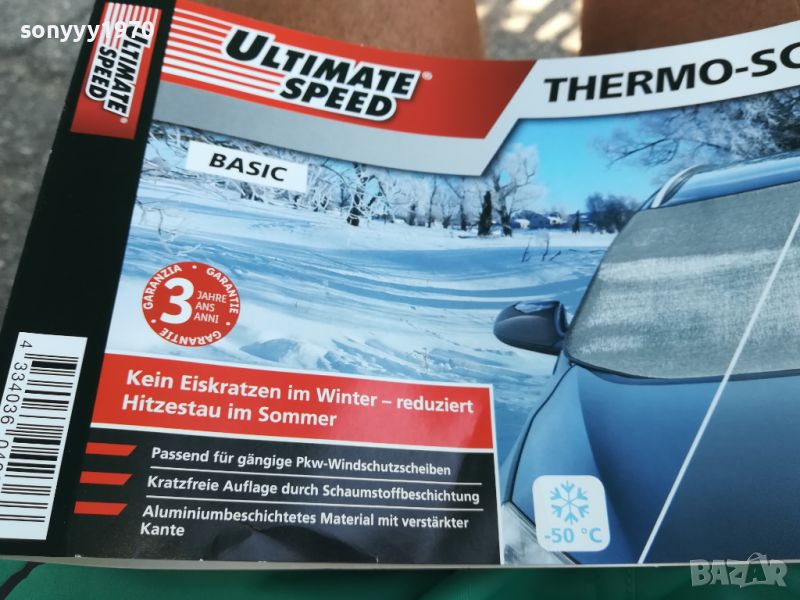 sonyyy1970
ULTIMATE
SPEED
ULTIMATE
SPEED
THERMO-SC
BASIC
GARANZIA · GARANTIE · GARANTIE
3 JAHRE
ANS
ANNI
Kein Eiskratzen im Winter – reduziert
Hitzestau im Sommer
Passend für gängige Pkw-Windschutzscheiben
Kratzfreie Auflage durch Schaumstoffbeschichtung
Aluminiumbeschichtetes Material mit verstärkter
Kante
-50 °C
4 334036
BAZAR